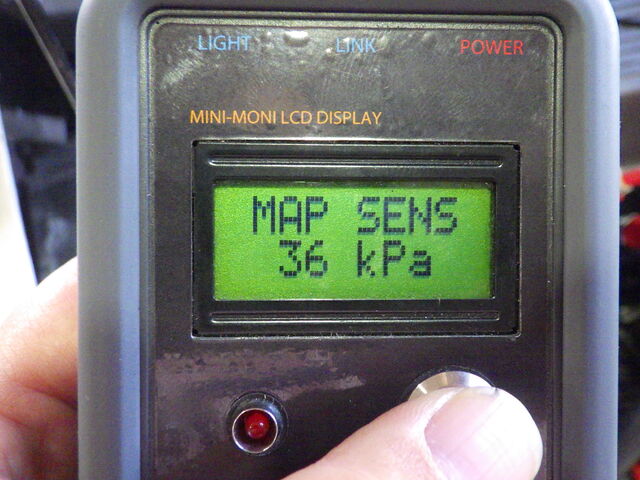 LIGHT LINK POWER
MINI-MONI LCD DISPLAY
MAP SENS
36 kPa